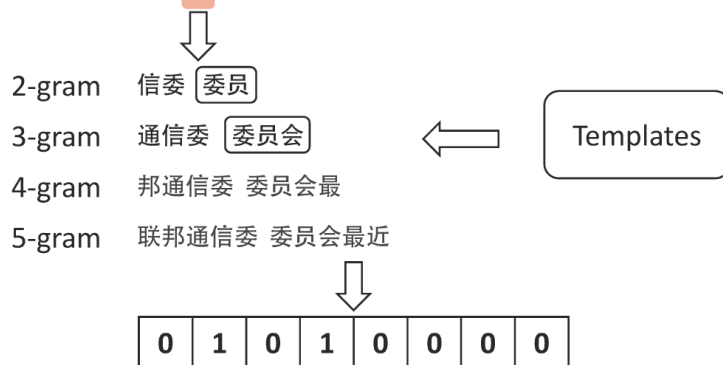 2-gram 信委 委员
3-gram 通信委 委员会 Templates
4-gram 邦通信委 委员会最
5-gram 联邦通信委 委员会最近
0 1 0 1 0 0 0 0